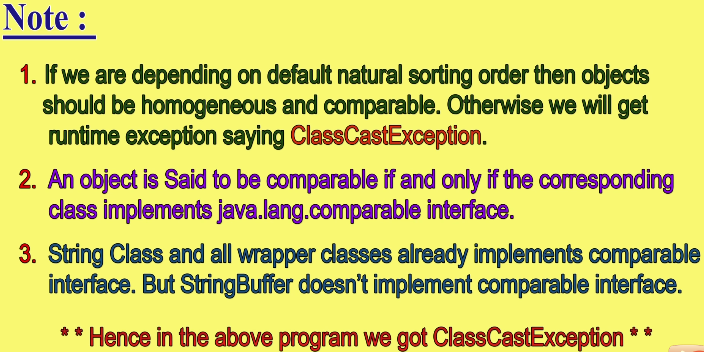 Note :
1. If we are depending on default natural sorting order then objects
should be homogeneous and comparable. Otherwise we will get
runtime exception saying ClassCastException.
2. An object is Said to be comparable if and only if the corresponding
class implements java.lang.comparable interface.
3. String Class and all wrapper classes already implements comparable
interface. But StringBuffer doesn't implement comparable interface.
* * Hence in the above program we got ClassCastException * *